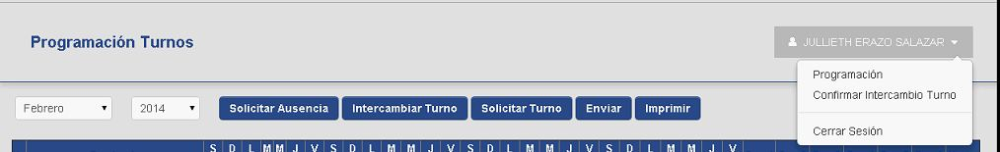 Programación Turnos
JULLIETH ERAZO SALAZAR
Programación
Confirmar Intercambio Turno
Cerrar Sesión
Febrero 2014 Solicitar Ausencia Intercambiar Turno Solicitar Turno Enviar Imprimir
S D L M M J V S D L M M J V S D L M M J V S D L M M J V